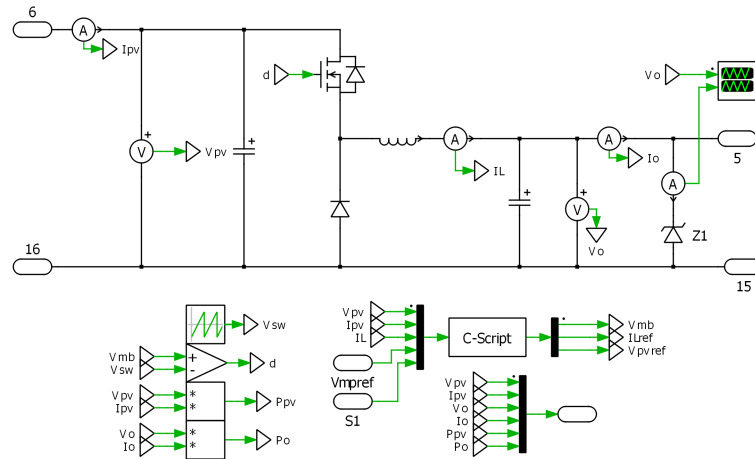 6
A
Ipv
V
+
Vpv
+
d
A
IL
+
+
V
Vo
A
Io
Vo
5
A
Z1
16
15
Vsw
Vmb
+
Vsw
-
d
Vpv
*
Ipv
*
Ppv
Vo
*
Io
*
Po
Vpv
Ipv
IL
Vmpref
S1
C-Script
Vmb
ILref
Vpvref
Vpv
Ipv
Vo
Io
Ppv
Po